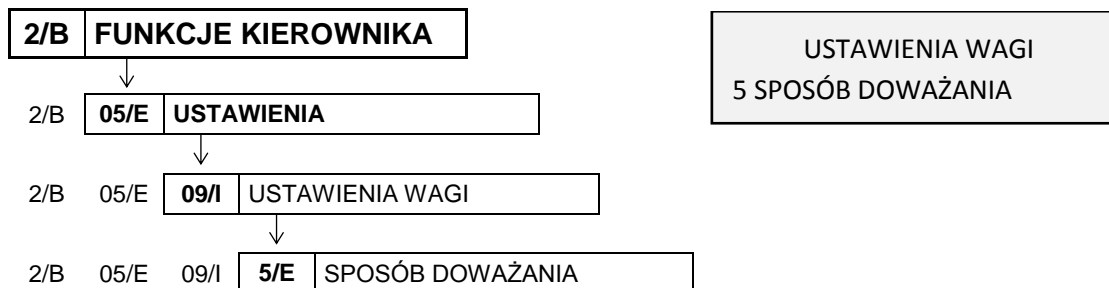 2/B FUNKCJE KIEROWNIKA
USTAWIENIA WAGI
5 SPOSÓB DOWAŻANIA
2/B 05/E USTAWIENIA
2/B 05/E 09/I USTAWIENIA WAGI
2/B 05/E 09/I 5/E SPOSÓB DOWAŻANIA